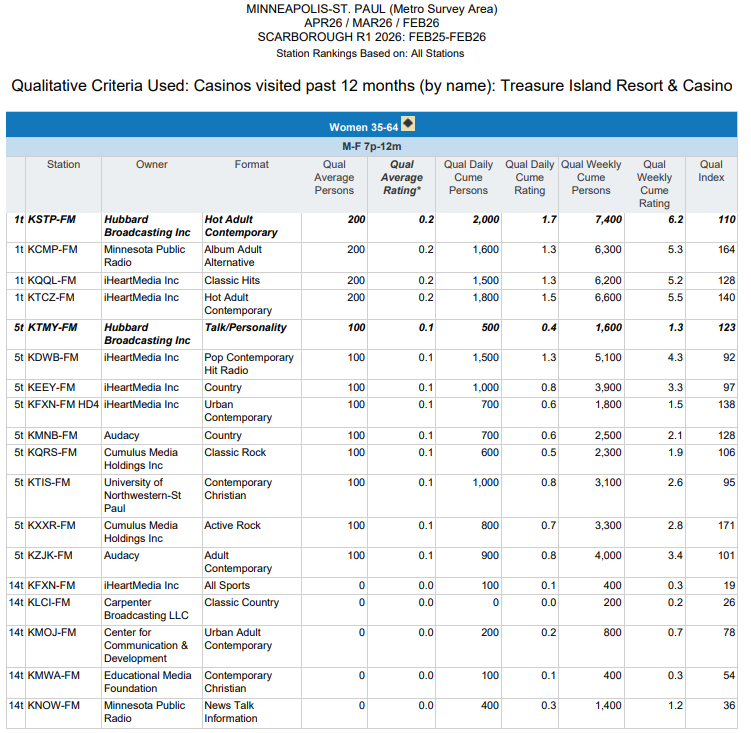 MINNEAPOLIS-ST. PAUL (Metro Survey Area)
APR26 / MAR26 / FEB26
SCARBOROUGH R1 2026: FEB25-FEB26
Station Rankings Based on: All Stations
Qualitative Criteria Used: Casinos visited past 12 months (by name): Treasure Island Resort & Casino
Women 35-64
M-F 7p-12m
Station Owner Format Qual Average Persons Qual Average Rating* Qual Daily Cume Persons Qual Daily Cume Rating Qual Weekly Cume Persons Qual Weekly Cume Rating Qual Index
1t KSTP-FM Hubbard Broadcasting Inc Hot Adult Contemporary 200 0.2 2,000 1.7 7,400 6.2 110
1t KCMP-FM Minnesota Public Radio Album Adult Alternative 200 0.2 1,600 1.3 6,300 5.3 164
1t KQQL-FM iHeartMedia Inc Classic Hits 200 0.2 1,500 1.3 6,200 5.2 128
1t KTCZ-FM iHeartMedia Inc Hot Adult Contemporary 200 0.2 1,800 1.5 6,600 5.5 140
5t KTMY-FM Hubbard Broadcasting Inc Talk/Personality 100 0.1 500 0.4 1,600 1.3 123
5t KDWB-FM iHeartMedia Inc Pop Contemporary Hit Radio 100 0.1 1,500 1.3 5,100 4.3 92
5t KEEY-FM iHeartMedia Inc Country 100 0.1 1,000 0.8 3,900 3.3 97
5t KFXN-FM HD4 iHeartMedia Inc Urban Contemporary 100 0.1 700 0.6 1,800 1.5 138
5t KMNB-FM Audacy Country 100 0.1 700 0.6 2,500 2.1 128
5t KQRS-FM Cumulus Media Holdings Inc Classic Rock 100 0.1 600 0.5 2,300 1.9 106
5t KTIS-FM University of Northwestern-St Paul Contemporary Christian 100 0.1 1,000 0.8 3,100 2.6 95
5t KXXR-FM Cumulus Media Holdings Inc Active Rock 100 0.1 800 0.7 3,300 2.8 171
5t KZJK-FM Audacy Adult Contemporary 100 0.1 900 0.8 4,000 3.4 101
14t KFXN-FM iHeartMedia Inc All Sports 0 0.0 100 0.1 400 0.3 19
14t KLCI-FM Carpenter Broadcasting LLC Classic Country 0 0.0 0 0.0 200 0.2 26
14t KMOJ-FM Center for Communication & Development Urban Adult Contemporary 0 0.0 200 0.2 800 0.7 78
14t KMWA-FM Educational Media Foundation Contemporary Christian 0 0.0 100 0.1 400 0.3 54
14t KNOW-FM Minnesota Public Radio News Talk Information 0 0.0 400 0.3 1,400 1.2 36